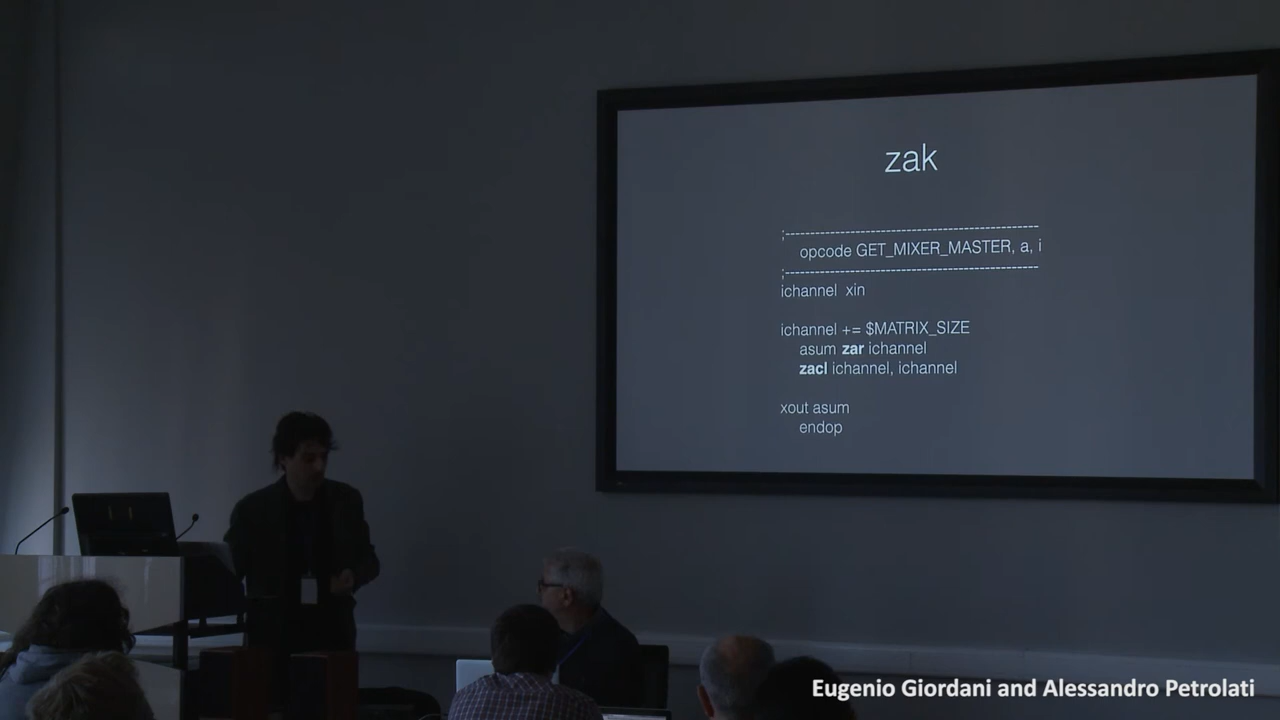 zak
;----------------------------------------------------
opcode GET_MIXER_MASTER, a, i
;----------------------------------------------------
ichannel xin
ichannel += $MATRIX_SIZE
asum zar ichannel
zacl ichannel, ichannel
xout asum
endop
Eugenio Giordani and Alessandro Petrolati